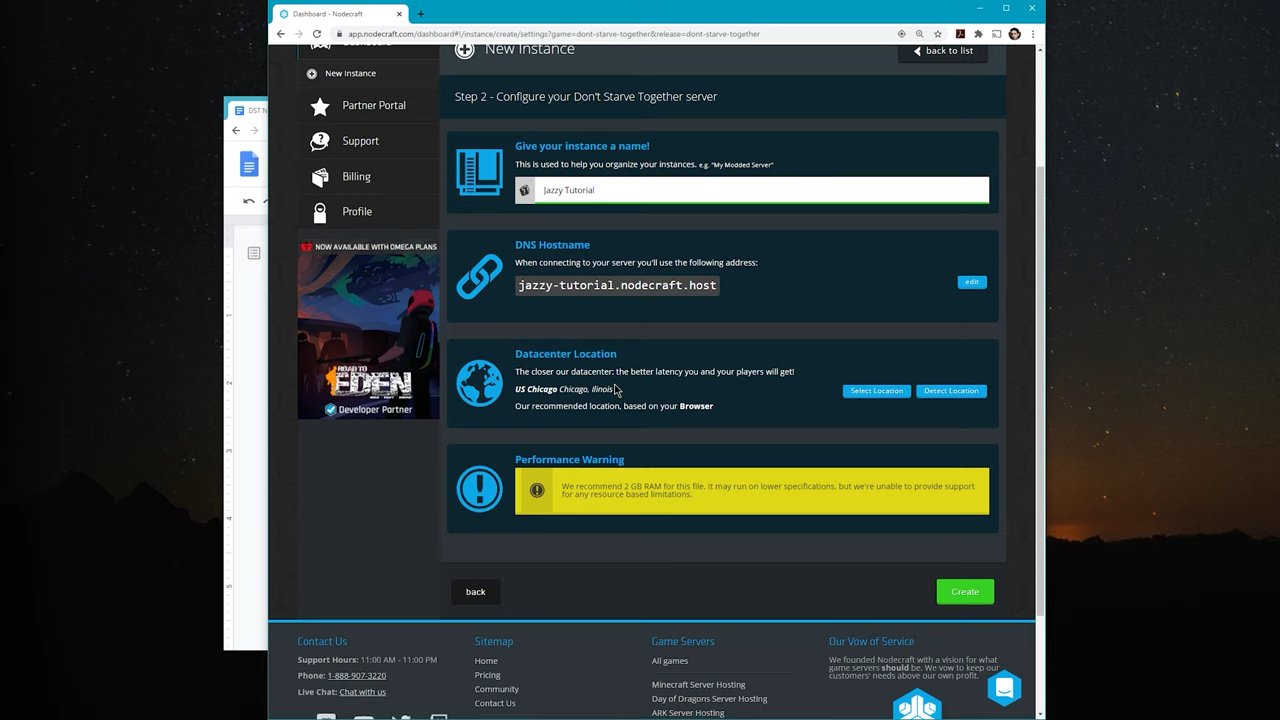 Dashboard - Nodecraft
app.nodecraft.com/dashboard#!/instance/create/settings?game=dont-starve-together&release=dont-starve-together
DST N
New Instance
back to list
New Instance
Partner Portal
Support
Billing
Profile
Step 2 - Configure your Don't Starve Together server
Give your instance a name!
This is used to help you organize your instances. e.g. "My Modded Server"
Jazzy Tutorial
DNS Hostname
When connecting to your server you'll use the following address:
jazzy-tutorial.nodecraft.host
edit
NOW AVAILABLE WITH OMEGA PLANS
ROAD TO
EDEN
Developer Partner
Datacenter Location
The closer our datacenter: the better latency you and your players will get!
US Chicago Chicago, Ilinois
Our recommended location, based on your Browser
Select Location
Detect Location
Performance Warning
We recommend 2 GB RAM for this file. It may run on lower specifications, but we're unable to provide support
for any resource based limitations.
back
Create
Contact Us
Support Hours: 11:00 AM - 11:00 PM
Phone: 1-888-907-3220
Live Chat: Chat with us
Sitemap
Home
Pricing
Community
Contact Us
Game Servers
All games
Minecraft Server Hosting
Day of Dragons Server Hosting
ARK Server Hosting
Our Vow of Service
We founded Nodecraft with a vision for what
game servers should be. We vow to keep our
customers' needs above our own profit.
1
2
3
4
5